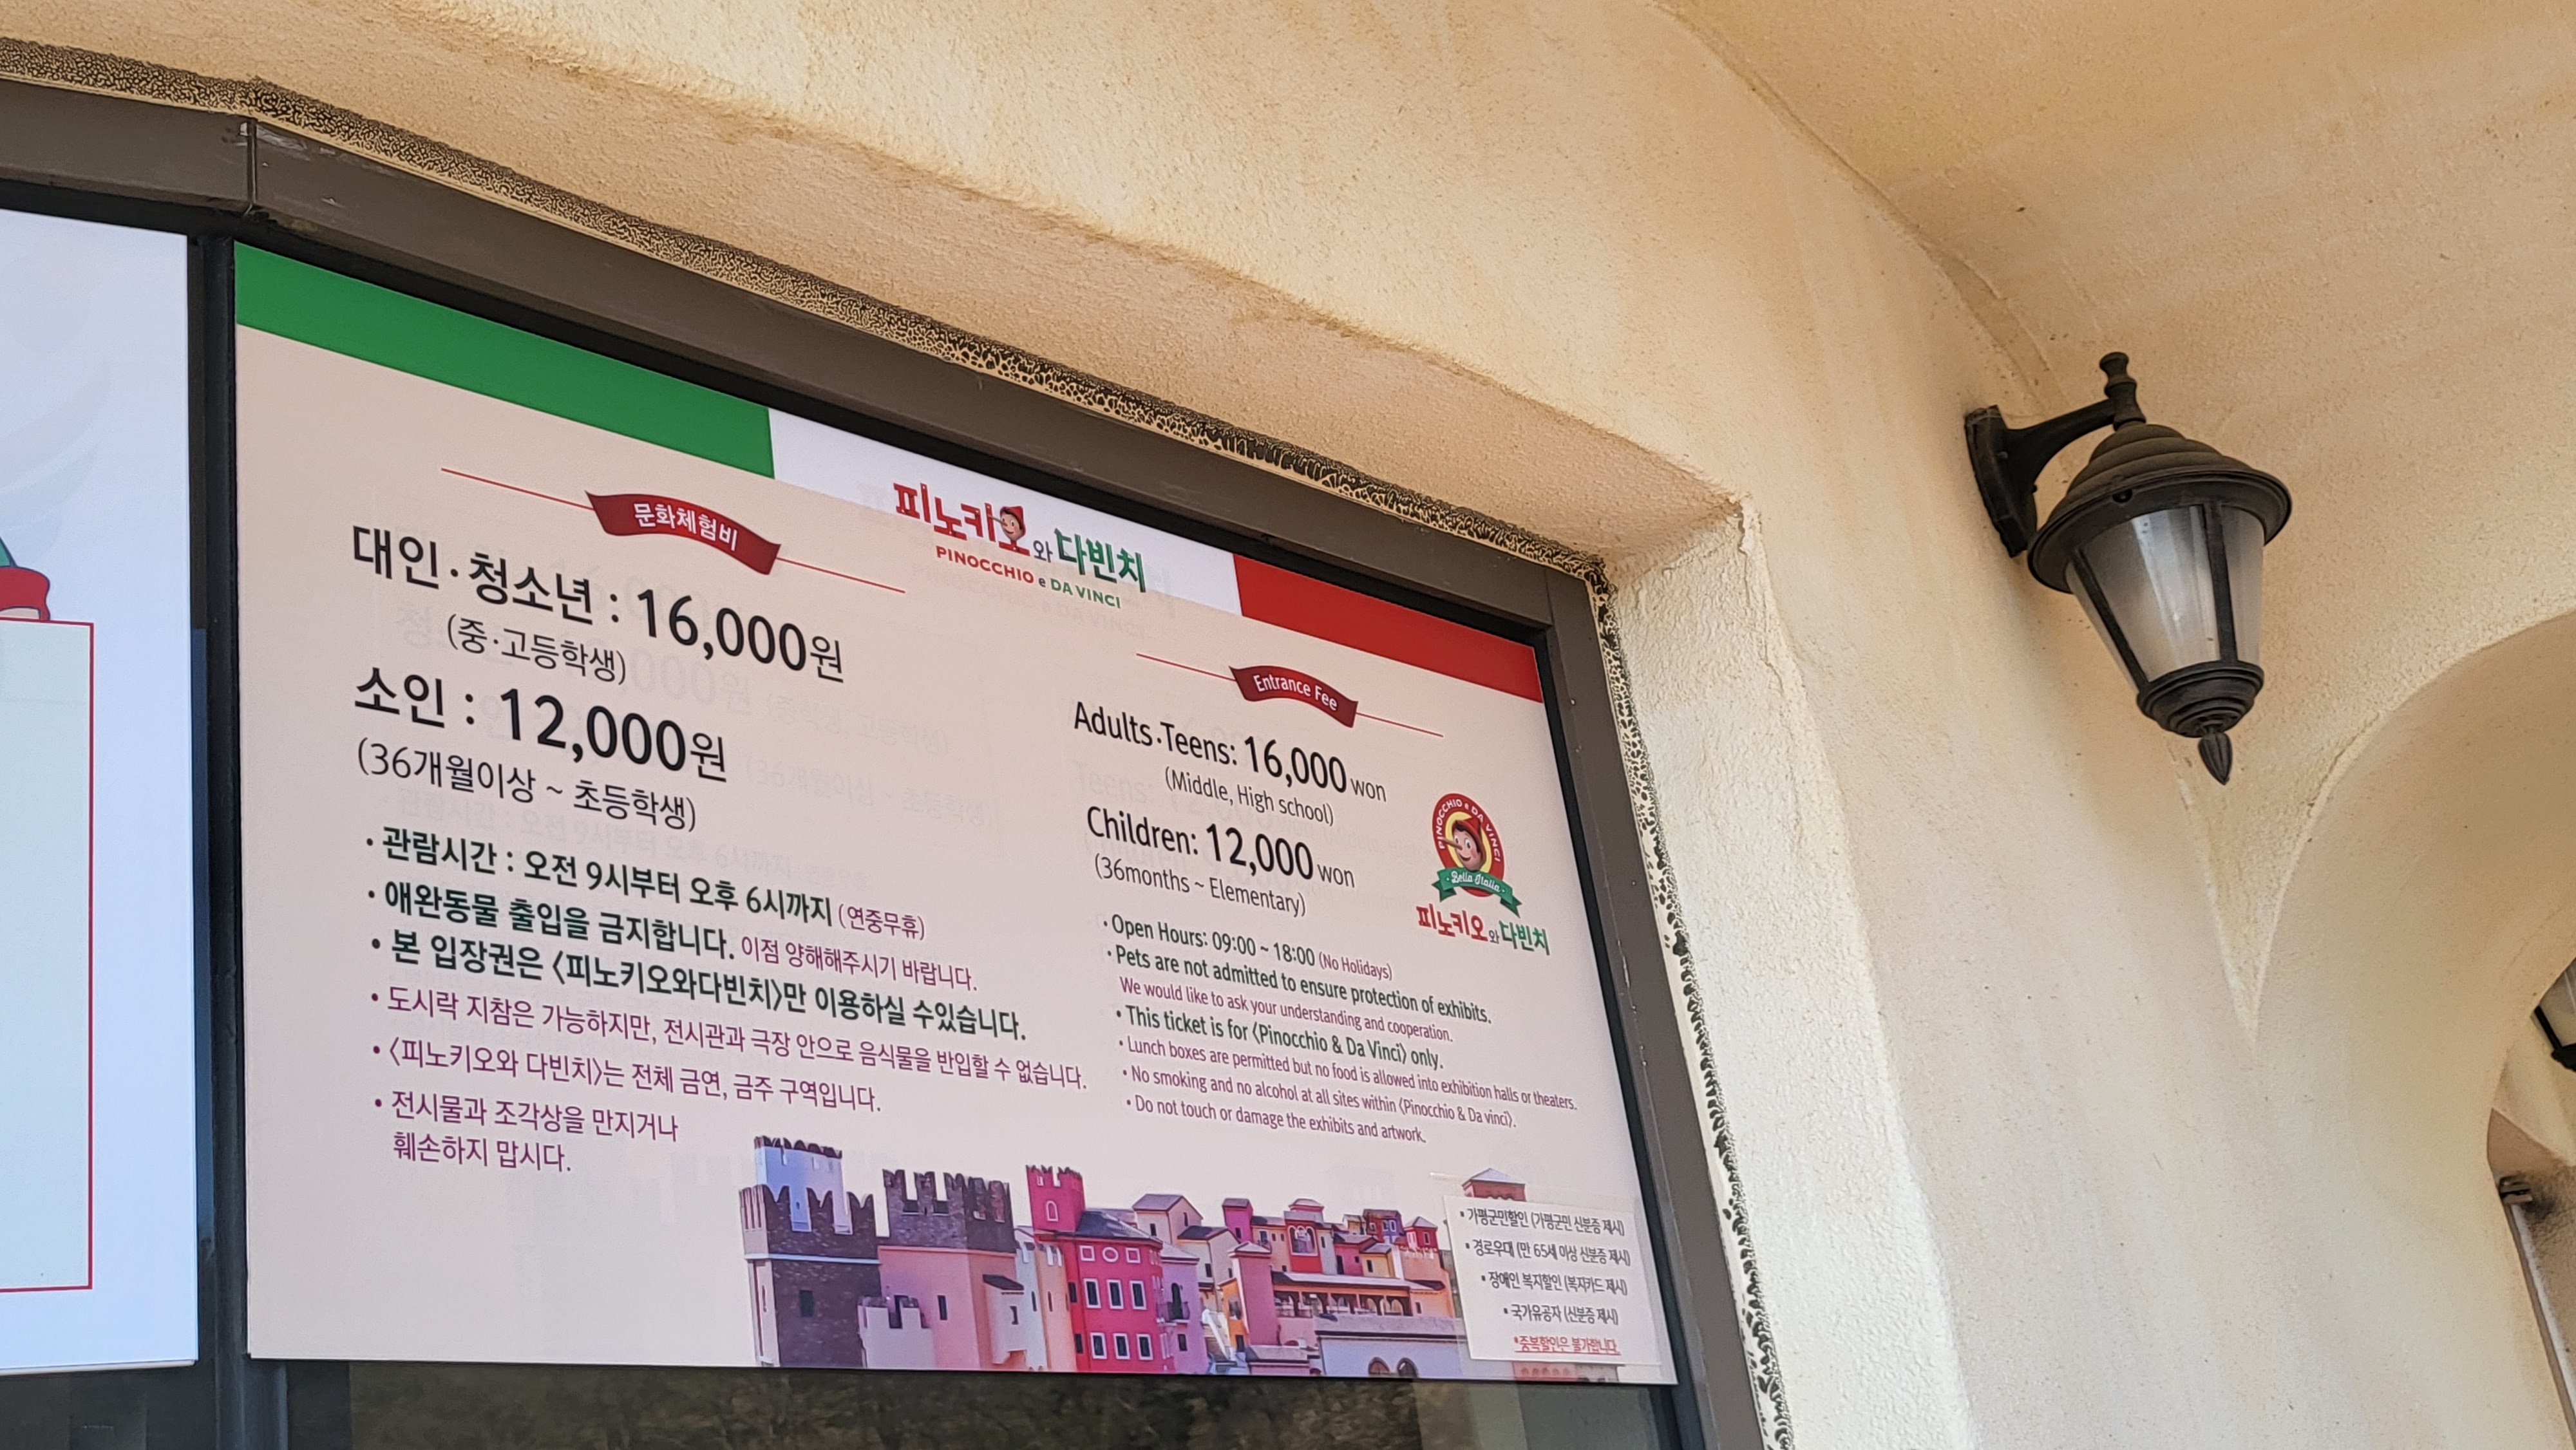 피노키오와 다빈치
PINOCCHIO e DA VINCI
문화체험비
대인·청소년 : 16,000원
(중·고등학생)
소인 : 12,000원
(36개월이상 ~ 초등학생)
• 관람시간 : 오전 9시부터 오후 6시까지 (연중무휴)
• 애완동물 출입을 금지합니다. 이점 양해해주시기 바랍니다.
• 본 입장권은 〈피노키오와다빈치〉만 이용하실 수있습니다.
• 도시락 지참은 가능하지만, 전시관과 극장 안으로 음식물을 반입할 수 없습니다.
• 〈피노키오와 다빈치〉는 전체 금연, 금주 구역입니다.
• 전시물과 조각상을 만지거나
훼손하지 맙시다.
Entrance Fee
Adults·Teens: 16,000 won
(Middle, High school)
Children: 12,000 won
(36months ~ Elementary)
• Open Hours: 09:00 ~ 18:00 (No Holidays)
• Pets are not admitted to ensure protection of exhibits.
We would like to ask your understanding and cooperation.
• This ticket is for 〈Pinocchio & Da Vinci〉 only.
• Lunch boxes are permitted but no food is allowed into exhibition halls or theaters.
• No smoking and no alcohol at all sites within 〈Pinocchio & Da vinci〉.
• Do not touch or damage the exhibits and artwork.
PINOCCHIO e DA VINCI
Bella Italia
피노키오와 다빈치
• 가평군민할인 (가평군민 신분증 제시)
• 경로우대 (만 65세 이상 신분증 제시)
• 장애인 복지할인 (복지카드 제시)
• 국가유공자 (신분증 제시)
*중복할인은 불가합니다.